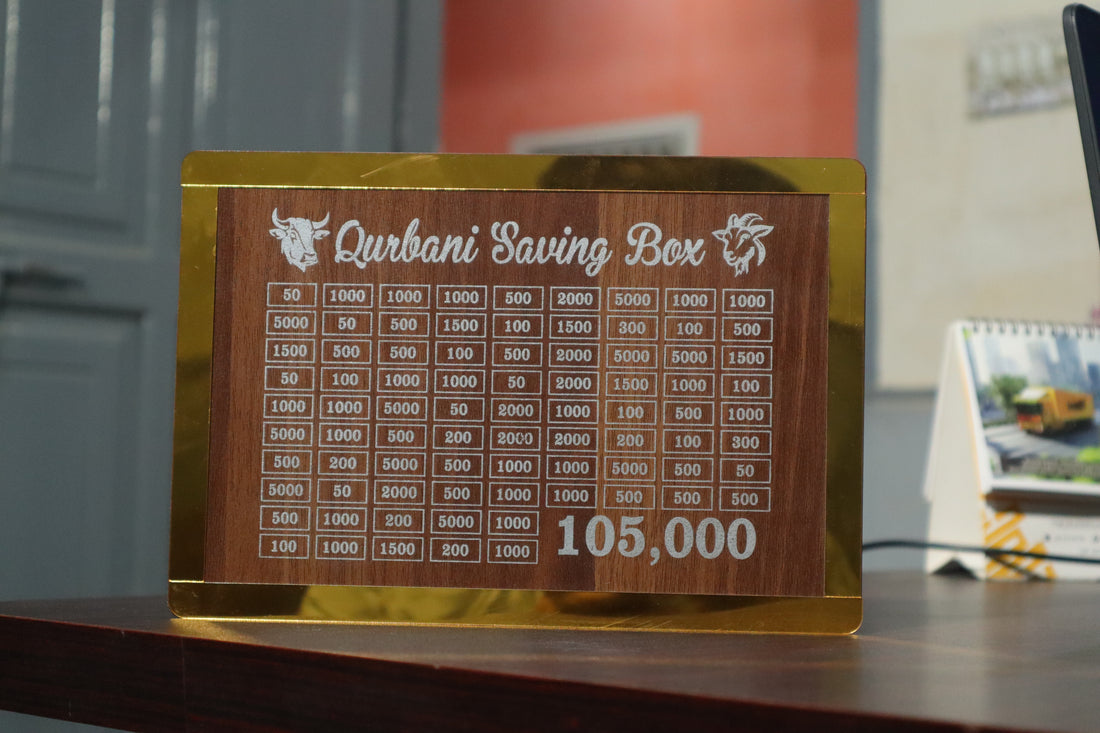 Qurbani Saving Box
50 1000 1000 1000 500 2000 5000 1000 1000
5000 50 500 1500 100 1500 300 100 500
1500 500 500 100 500 2000 5000 5000 1500
50 100 1000 1000 50 2000 1500 1000 100
1000 1000 5000 50 2000 1000 100 500 1000
5000 1000 500 200 2000 2000 200 100 300
500 200 5000 500 1000 1000 5000 500 50
5000 50 2000 500 1000 1000 500 500 500
500 1000 200 5000 1000
100 1000 1500 200 1000
105,000